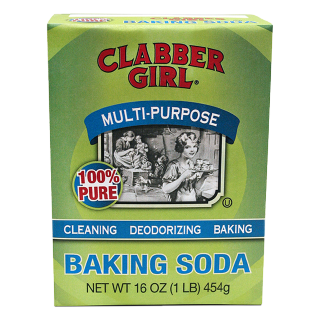 CLABBER
GIRL®
MULTI-PURPOSE
100%
PURE
U
CLEANING DEODORIZING BAKING
BAKING SODA
NET WT 16 OZ (1 LB) 454g